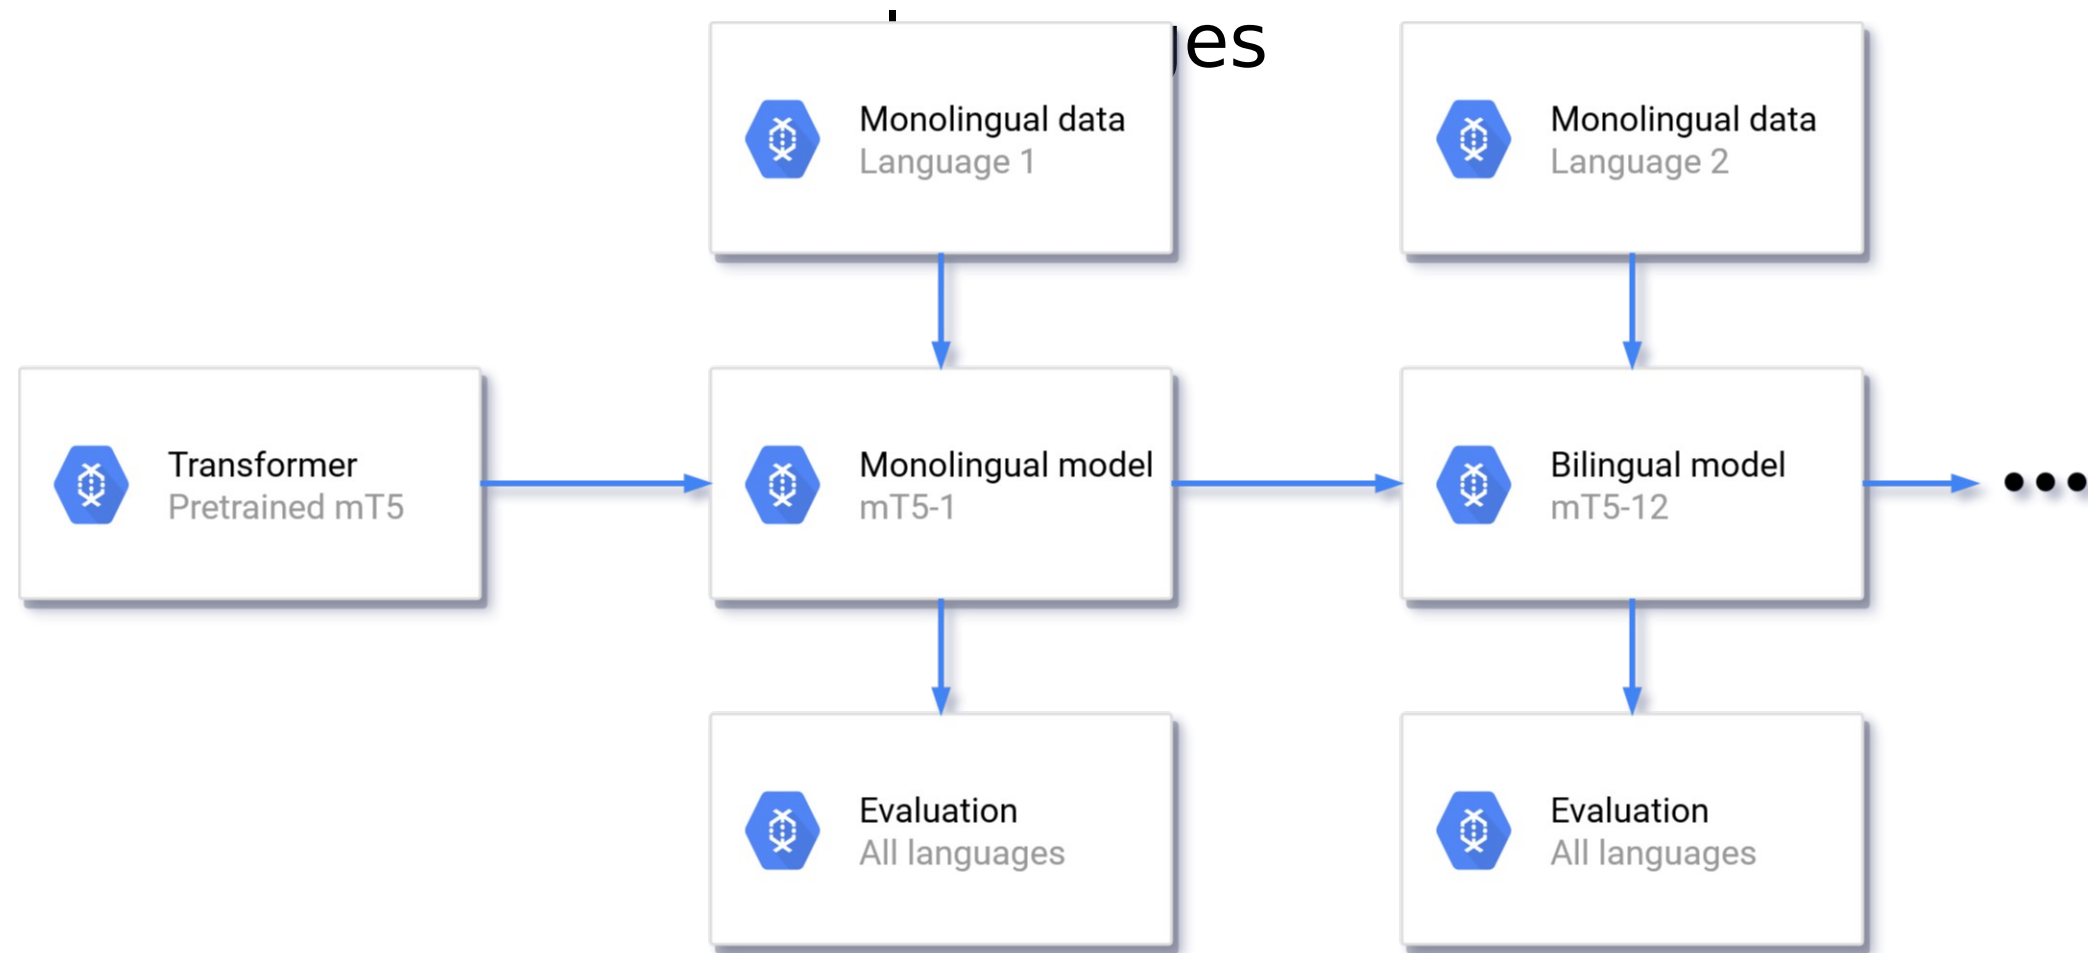 Monolingual data
Language 1
Monolingual data
Language 2
Transformer
Pretrained mT5
Monolingual model
mT5-1
Bilingual model
mT5-12
Evaluation
All languages
Evaluation
All languages